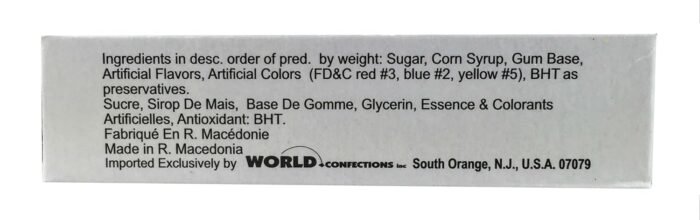 Ingredients in desc. order of pred. by weight: Sugar, Corn Syrup, Gum Base,
Artificial Flavors, Artificial Colors (FD&C red #3, blue #2, yellow #5), BHT as
preservatives.
Sucre, Sirop De Mais, Base De Gomme, Glycerin, Essence & Colorants
Artificielles, Antioxidant: BHT.
Fabriqué En R. Macédonie
Made in R. Macedonia
Imported Exclusively by WORLD CONFECTIONS inc South Orange, N.J., U.S.A. 07079